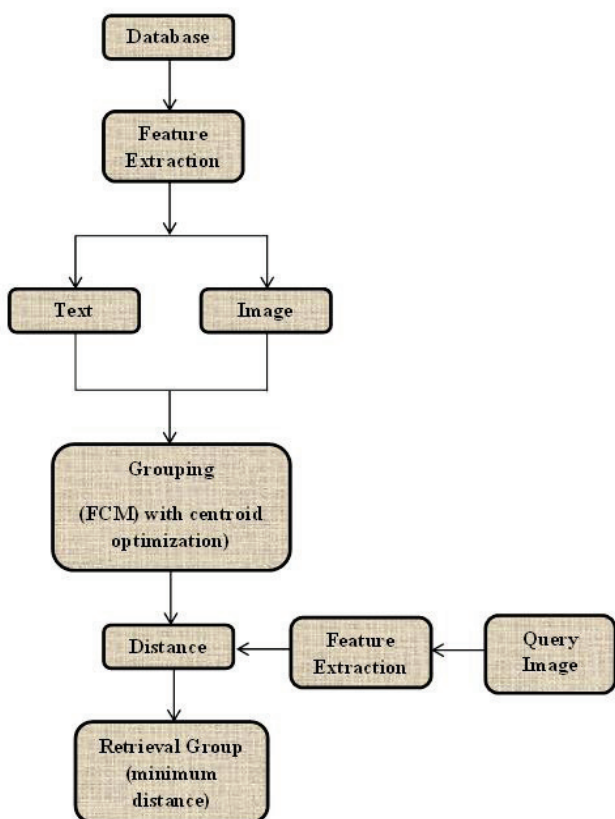 Database
Feature
Extraction
Text
Image
Grouping
(FCM) with centroid
optimization)
Distance
Feature
Extraction
Query
Image
Retrieval Group
(minimum
distance)